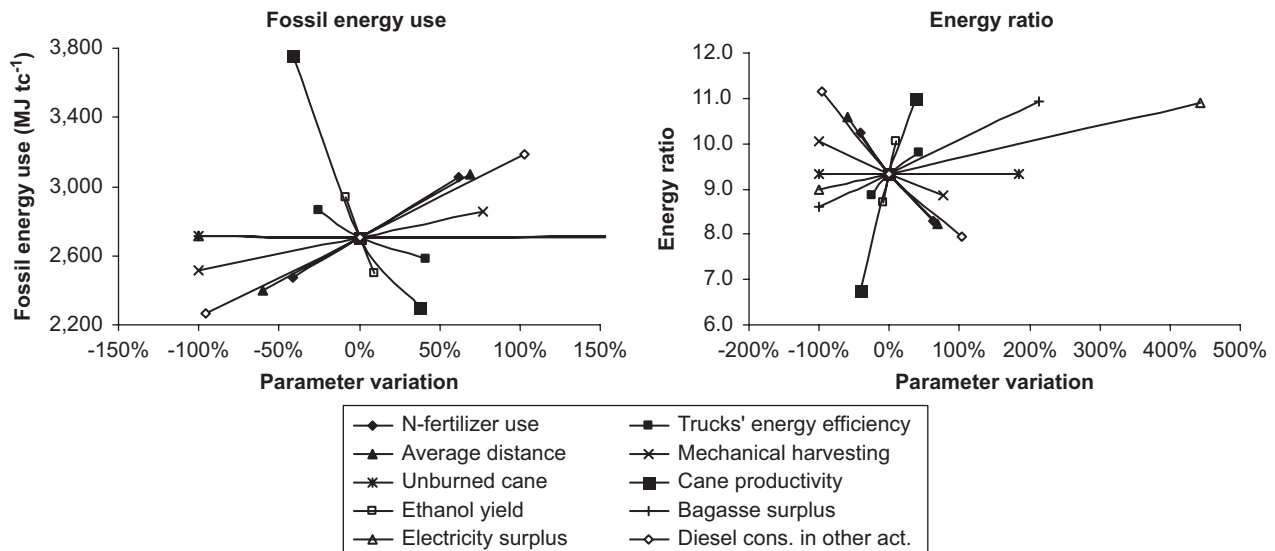 Fossil energy use
Fossil energy use (MJ tc-1)
3,800
3,400
3,000
2,600
2,200
-150%
-100%
-50%
0%
50%
100%
150%
Parameter variation
Energy ratio
Energy ratio
12.0
11.0
10.0
9.0
8.0
7.0
6.0
-200%
-100%
0%
100%
200%
300%
400%
500%
Parameter variation
N-fertilizer use
Trucks' energy efficiency
Average distance
Mechanical harvesting
Unburned cane
Cane productivity
Ethanol yield
Bagasse surplus
Electricity surplus
Diesel cons. in other act.